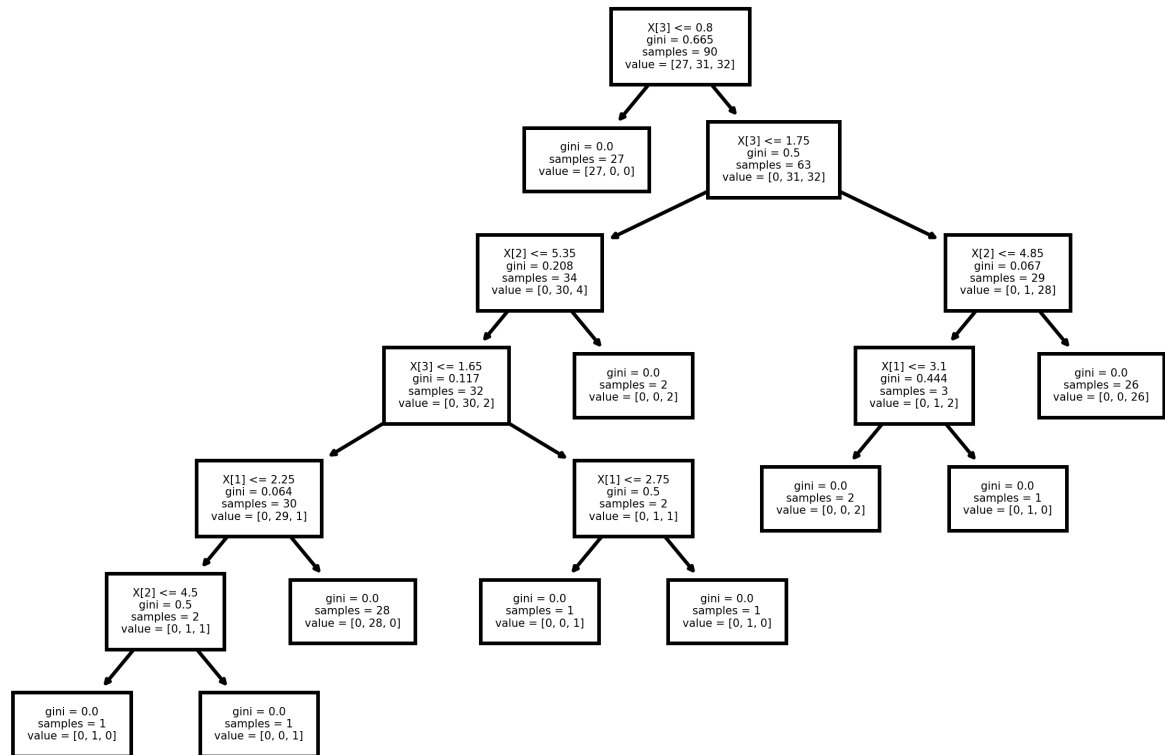 X[3] <= 0.8
gini = 0.665
samples = 90
value = [27, 31, 32]
gini = 0.0
samples = 27
value = [27, 0, 0]
X[3] <= 1.75
gini = 0.5
samples = 63
value = [0, 31, 32]
X[2] <= 5.35
gini = 0.208
samples = 34
value = [0, 30, 4]
X[2] <= 4.85
gini = 0.067
samples = 29
value = [0, 1, 28]
X[3] <= 1.65
gini = 0.117
samples = 32
value = [0, 30, 2]
gini = 0.0
samples = 2
value = [0, 0, 2]
X[1] <= 3.1
gini = 0.444
samples = 3
value = [0, 1, 2]
gini = 0.0
samples = 26
value = [0, 0, 26]
X[1] <= 2.25
gini = 0.064
samples = 30
value = [0, 29, 1]
X[1] <= 2.75
gini = 0.5
samples = 2
value = [0, 1, 1]
gini = 0.0
samples = 2
value = [0, 0, 2]
gini = 0.0
samples = 1
value = [0, 1, 0]
X[2] <= 4.5
gini = 0.5
samples = 2
value = [0, 1, 1]
gini = 0.0
samples = 28
value = [0, 28, 0]
gini = 0.0
samples = 1
value = [0, 0, 1]
gini = 0.0
samples = 1
value = [0, 1, 0]
gini = 0.0
samples = 1
value = [0, 1, 0]
gini = 0.0
samples = 1
value = [0, 0, 1]